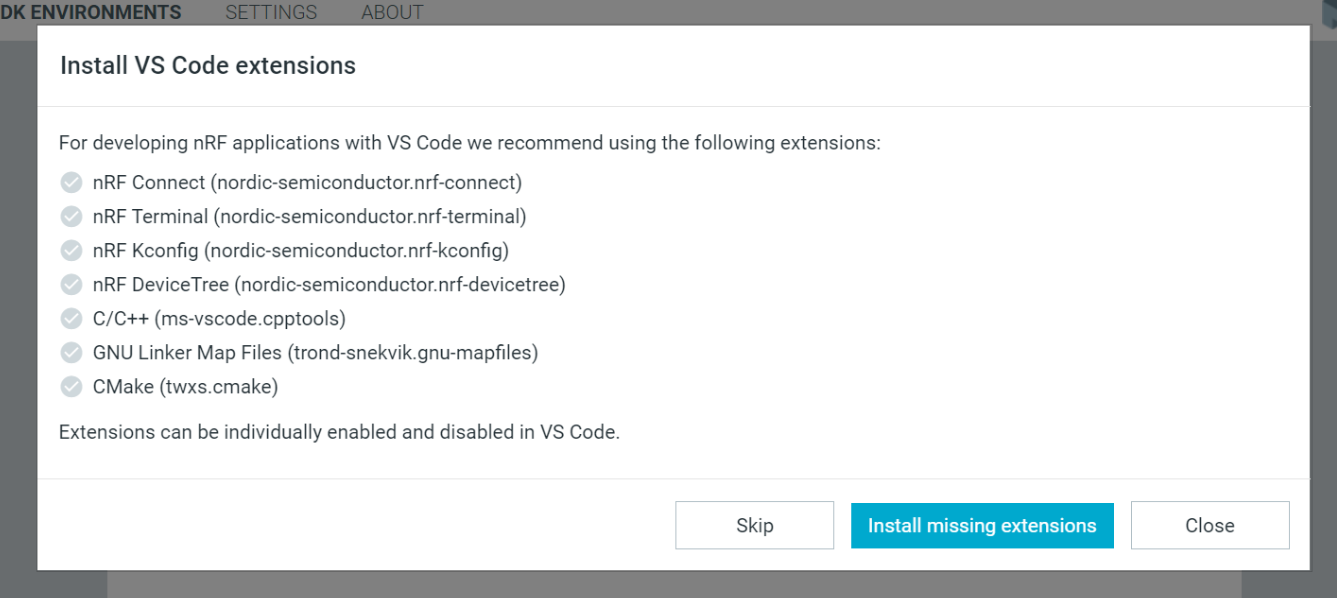 DK ENVIRONMENTS SETTINGS ABOUT
Install VS Code extensions
For developing nRF applications with VS Code we recommend using the following extensions:
nRF Connect (nordic-semiconductor.nrf-connect)
nRF Terminal (nordic-semiconductor.nrf-terminal)
nRF Kconfig (nordic-semiconductor.nrf-kconfig)
nRF DeviceTree (nordic-semiconductor.nrf-devicetree)
C/C++ (ms-vscode.cpptools)
GNU Linker Map Files (trond-snekvik.gnu-mapfiles)
CMake (twxs.cmake)
Extensions can be individually enabled and disabled in VS Code.
Skip Install missing extensions Close